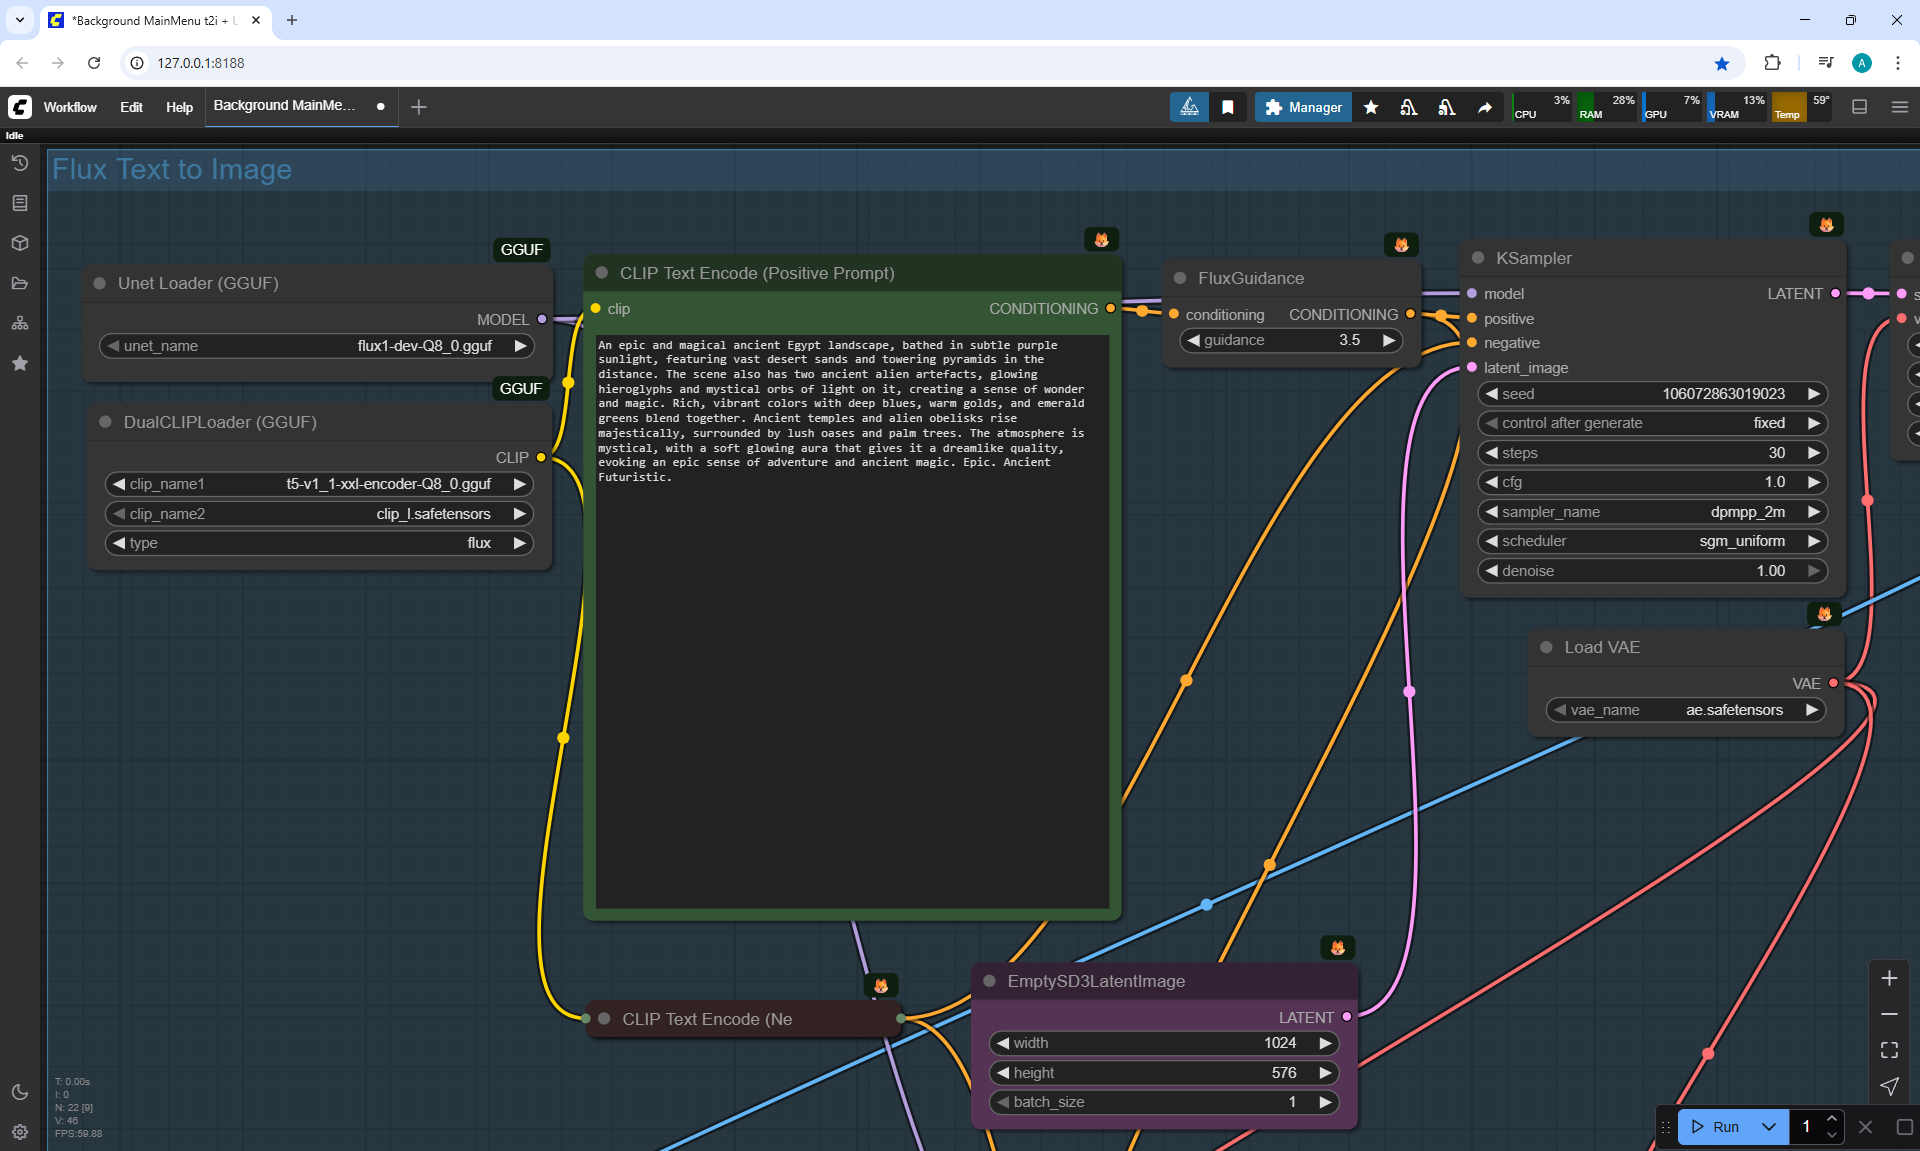 *Background MainMenu t2i +
127.0.0.1:8188
Workflow Edit Help Background MainMe...
Manager
CPU 3% RAM 28% GPU 7% VRAM 13% Temp 59°
Idle
Flux Text to Image
GGUF
Unet Loader (GGUF)
MODEL
unet_name flux1-dev-Q8_0.gguf
GGUF
DualCLIPLoader (GGUF)
CLIP
clip_name1 t5-v1_1-xxl-encoder-Q8_0.gguf
clip_name2 clip_l.safetensors
type flux
CLIP Text Encode (Positive Prompt)
clip CONDITIONING
An epic and magical ancient Egypt landscape, bathed in subtle purple
sunlight, featuring vast desert sands and towering pyramids in the
distance. The scene also has two ancient alien artefacts, glowing
hieroglyphs and mystical orbs of light on it, creating a sense of wonder
and magic. Rich, vibrant colors with deep blues, warm golds, and emerald
greens blend together. Ancient temples and alien obelisks rise
majestically, surrounded by lush oases and palm trees. The atmosphere is
mystical, with a soft glowing aura that gives it a dreamlike quality,
evoking an epic sense of adventure and ancient magic. Epic. Ancient
Futuristic.
FluxGuidance
conditioning CONDITIONING
guidance 3.5
KSampler
model LATENT
positive
negative
latent_image
seed 106072863019023
control after generate fixed
steps 30
cfg 1.0
sampler_name dpmpp_2m
scheduler sgm_uniform
denoise 1.00
Load VAE
VAE
vae_name ae.safetensors
CLIP Text Encode (Ne
EmptySD3LatentImage
LATENT
width 1024
height 576
batch_size 1
T: 0.00s
I: 0
N: 22 [9]
V: 46
FPS:59.88
Run 1